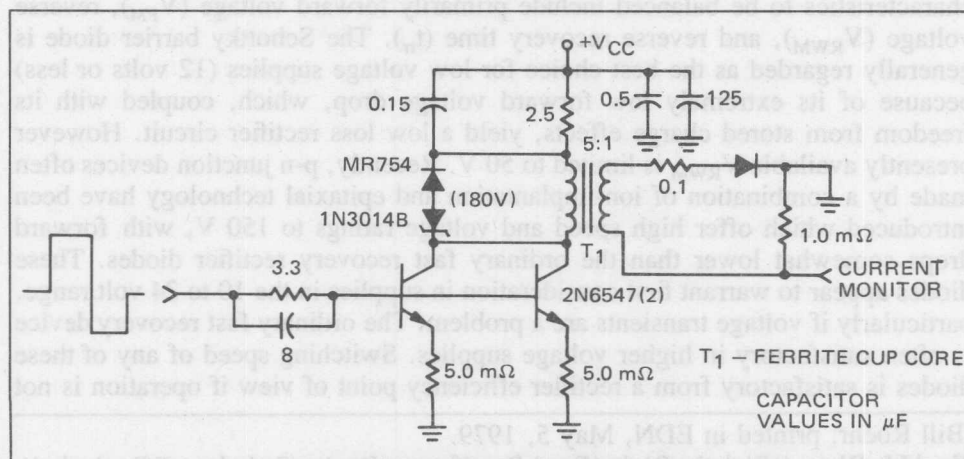 characteristics to be balanced include primarily forward voltage (V_FM), reverse
voltage (V_RWM), and reverse recovery time (t_rr). The Schottky barrier diode is
generally regarded as the best choice for low voltage supplies (12 volts or less)
because of its extremely low forward voltage drop, which, coupled with its
freedom from stored charge effects, yield a low loss rectifier circuit. However
presently available limited to 50 V. Recently, p-n junction devices often
made by a combination of ion implantation and epitaxial technology have been
introduced which offer high speed and voltage ratings to 150 V, with forward
drops somewhat lower than the ordinary fast recovery rectifier diodes. These
diodes appear to warrant first consideration in supplies in the 10 to 24 volt range,
particularly if voltage transients are a problem. The ordinary fast recovery device
necessary in higher voltage supplies. Switching speed of any of these
diodes is satisfactory from a rectifier efficiency point of view if operation is not
Bill Roehr: printed in EDN, May 5, 1979.
+VCC
0.15
2.5
0.5
125
5:1
MR754
(180V)
0.1
1N3014B
T1
1.0 mΩ
3.3
2N6547(2)
CURRENT
MONITOR
8
5.0 mΩ
5.0 mΩ
T1 - FERRITE CUP CORE
CAPACITOR
VALUES IN μF